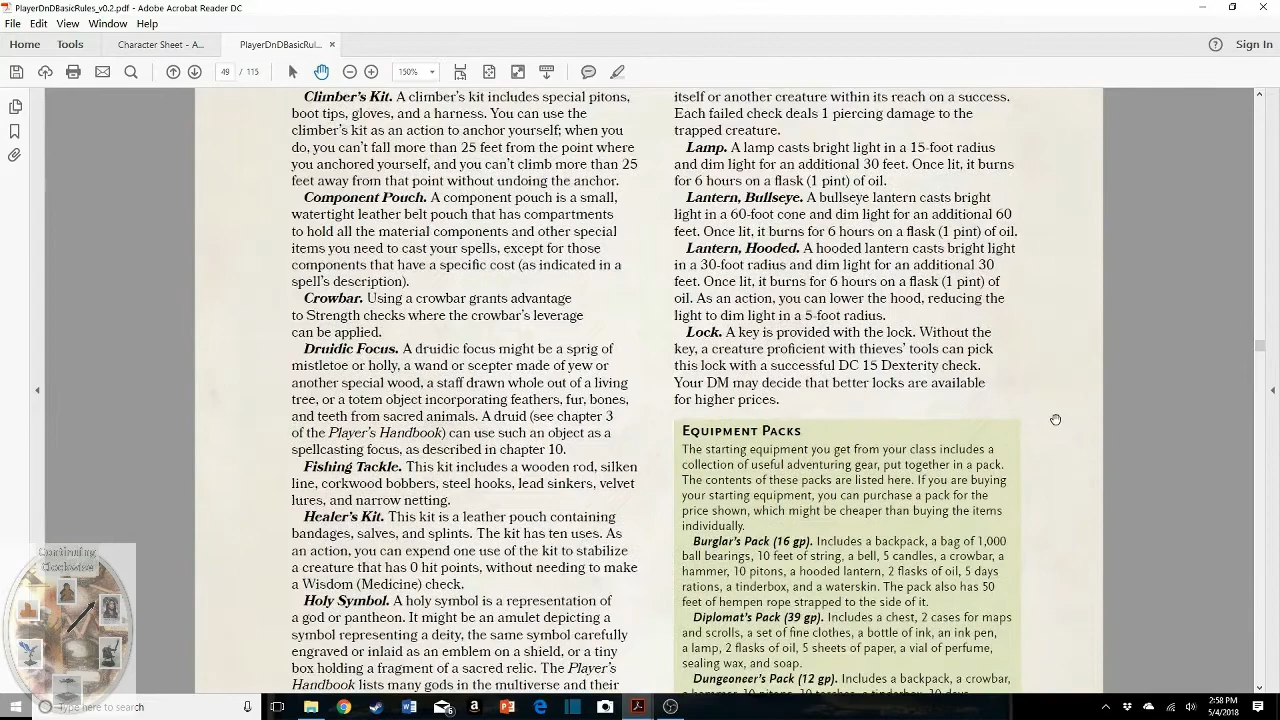 PlayerDnDBasicRules_v0.2.pdf - Adobe Acrobat Reader DC
File Edit View Window Help
Home Tools Character Sheet - A... PlayerDnDBasicRul... × Sign In
49 / 115 150%
Climber's Kit. A climber's kit includes special pitons,
boot tips, gloves, and a harness. You can use the
climber's kit as an action to anchor yourself; when you
do, you can't fall more than 25 feet from the point where
you anchored yourself, and you can't climb more than 25
feet away from that point without undoing the anchor.
Component Pouch. A component pouch is a small,
watertight leather belt pouch that has compartments
to hold all the material components and other special
items you need to cast your spells, except for those
components that have a specific cost (as indicated in a
spell's description).
Crowbar. Using a crowbar grants advantage
to Strength checks where the crowbar's leverage
can be applied.
Druidic Focus. A druidic focus might be a sprig of
mistletoe or holly, a wand or scepter made of yew or
another special wood, a staff drawn whole out of a living
tree, or a totem object incorporating feathers, fur, bones,
and teeth from sacred animals. A druid (see chapter 3
of the Player's Handbook) can use such an object as a
spellcasting focus, as described in chapter 10.
Fishing Tackle. This kit includes a wooden rod, silken
line, corkwood bobbers, steel hooks, lead sinkers, velvet
lures, and narrow netting.
Healer's Kit. This kit is a leather pouch containing
bandages, salves, and splints. The kit has ten uses. As
an action, you can expend one use of the kit to stabilize
a creature that has 0 hit points, without needing to make
a Wisdom (Medicine) check.
Holy Symbol. A holy symbol is a representation of
a god or pantheon. It might be an amulet depicting a
symbol representing a deity, the same symbol carefully
engraved or inlaid as an emblem on a shield, or a tiny
box holding a fragment of a sacred relic. The Player's
Handbook lists many gods in the multiverse and their
itself or another creature within its reach on a success.
Each failed check deals 1 piercing damage to the
trapped creature.
Lamp. A lamp casts bright light in a 15-foot radius
and dim light for an additional 30 feet. Once lit, it burns
for 6 hours on a flask (1 pint) of oil.
Lantern, Bullseye. A bullseye lantern casts bright
light in a 60-foot cone and dim light for an additional 60
feet. Once lit, it burns for 6 hours on a flask (1 pint) of oil.
Lantern, Hooded. A hooded lantern casts bright light
in a 30-foot radius and dim light for an additional 30
feet. Once lit, it burns for 6 hours on a flask (1 pint) of
oil. As an action, you can lower the hood, reducing the
light to dim light in a 5-foot radius.
Lock. A key is provided with the lock. Without the
key, a creature proficient with thieves' tools can pick
this lock with a successful DC 15 Dexterity check.
Your DM may decide that better locks are available
for higher prices.
Equipment Packs
The starting equipment you get from your class includes a
collection of useful adventuring gear, put together in a pack.
The contents of these packs are listed here. If you are buying
your starting equipment, you can purchase a pack for the
price shown, which might be cheaper than buying the items
individually.
Burglar's Pack (16 gp). Includes a backpack, a bag of 1,000
ball bearings, 10 feet of string, a bell, 5 candles, a crowbar, a
hammer, 10 pitons, a hooded lantern, 2 flasks of oil, 5 days
rations, a tinderbox, and a waterskin. The pack also has 50
feet of hempen rope strapped to the side of it.
Diplomat's Pack (39 gp). Includes a chest, 2 cases for maps
and scrolls, a set of fine clothes, a bottle of ink, an ink pen,
a lamp, 2 flasks of oil, 5 sheets of paper, a vial of perfume,
sealing wax, and soap.
Dungeoneer's Pack (12 gp). Includes a backpack, a crowbar,
a hammer, 10 pitons, 10 torches, a tinderbox, 10 days
Continuing
Clockwise
Type here to search
2:58 PM
5/4/2018